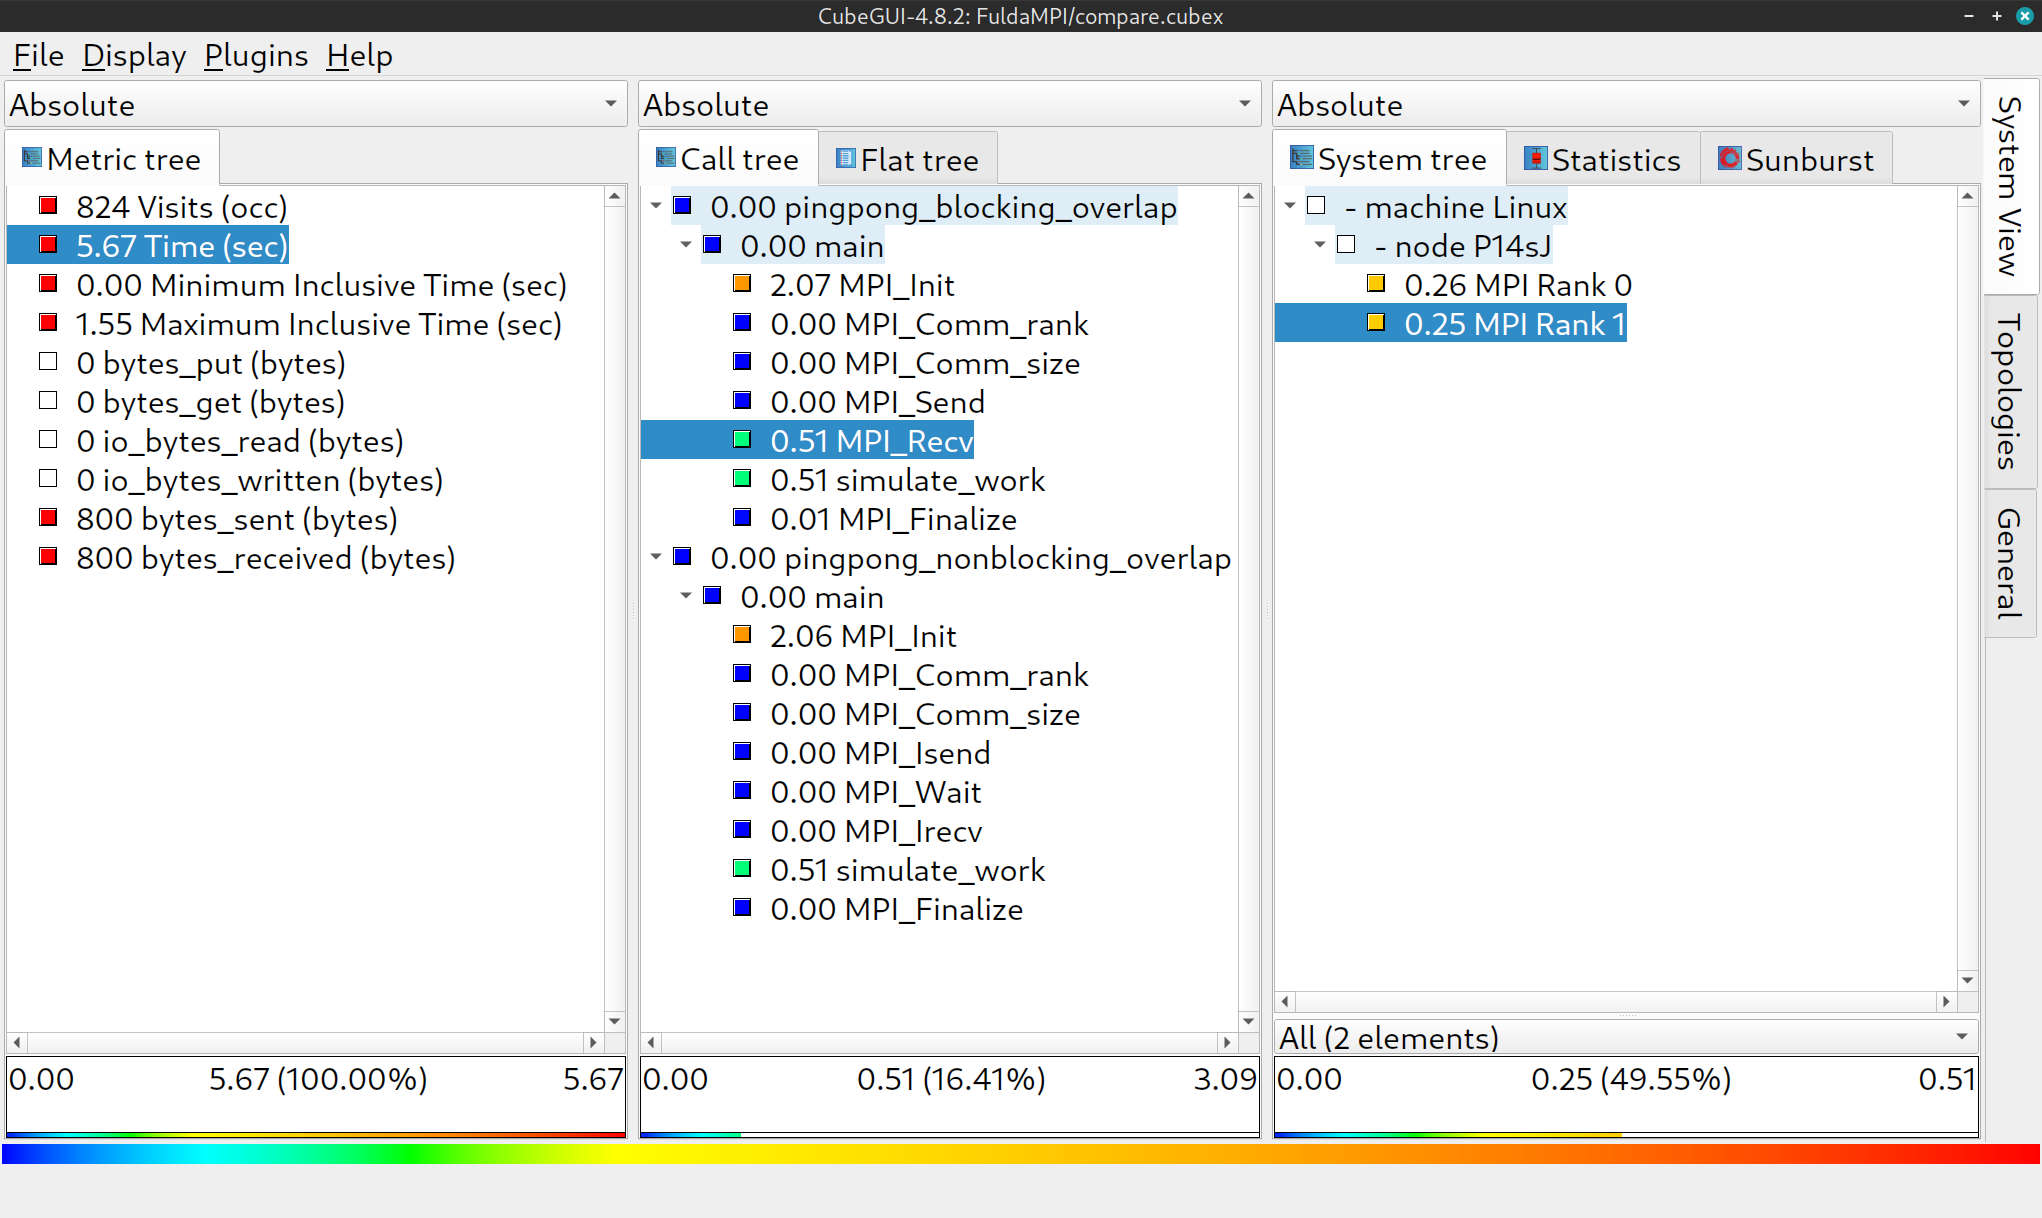 CubeGUI-4.8.2: FuldaMPI/compare.cubex
File Display Plugins Help
Absolute
Metric tree
824 Visits (occ)
5.67 Time (sec)
0.00 Minimum Inclusive Time (sec)
1.55 Maximum Inclusive Time (sec)
0 bytes_put (bytes)
0 bytes_get (bytes)
0 io_bytes_read (bytes)
0 io_bytes_written (bytes)
800 bytes_sent (bytes)
800 bytes_received (bytes)
0.00 5.67 (100.00%) 5.67
Absolute
Call tree Flat tree
0.00 pingpong_blocking_overlap
0.00 main
2.07 MPI_Init
0.00 MPI_Comm_rank
0.00 MPI_Comm_size
0.00 MPI_Send
0.51 MPI_Recv
0.51 simulate_work
0.01 MPI_Finalize
0.00 pingpong_nonblocking_overlap
0.00 main
2.06 MPI_Init
0.00 MPI_Comm_rank
0.00 MPI_Comm_size
0.00 MPI_Isend
0.00 MPI_Wait
0.00 MPI_Irecv
0.51 simulate_work
0.00 MPI_Finalize
0.00 0.51 (16.41%) 3.09
Absolute
System tree Statistics Sunburst
- machine Linux
- node P14sJ
0.26 MPI Rank 0
0.25 MPI Rank 1
All (2 elements)
0.00 0.25 (49.55%) 0.51
System View
Topologies
General